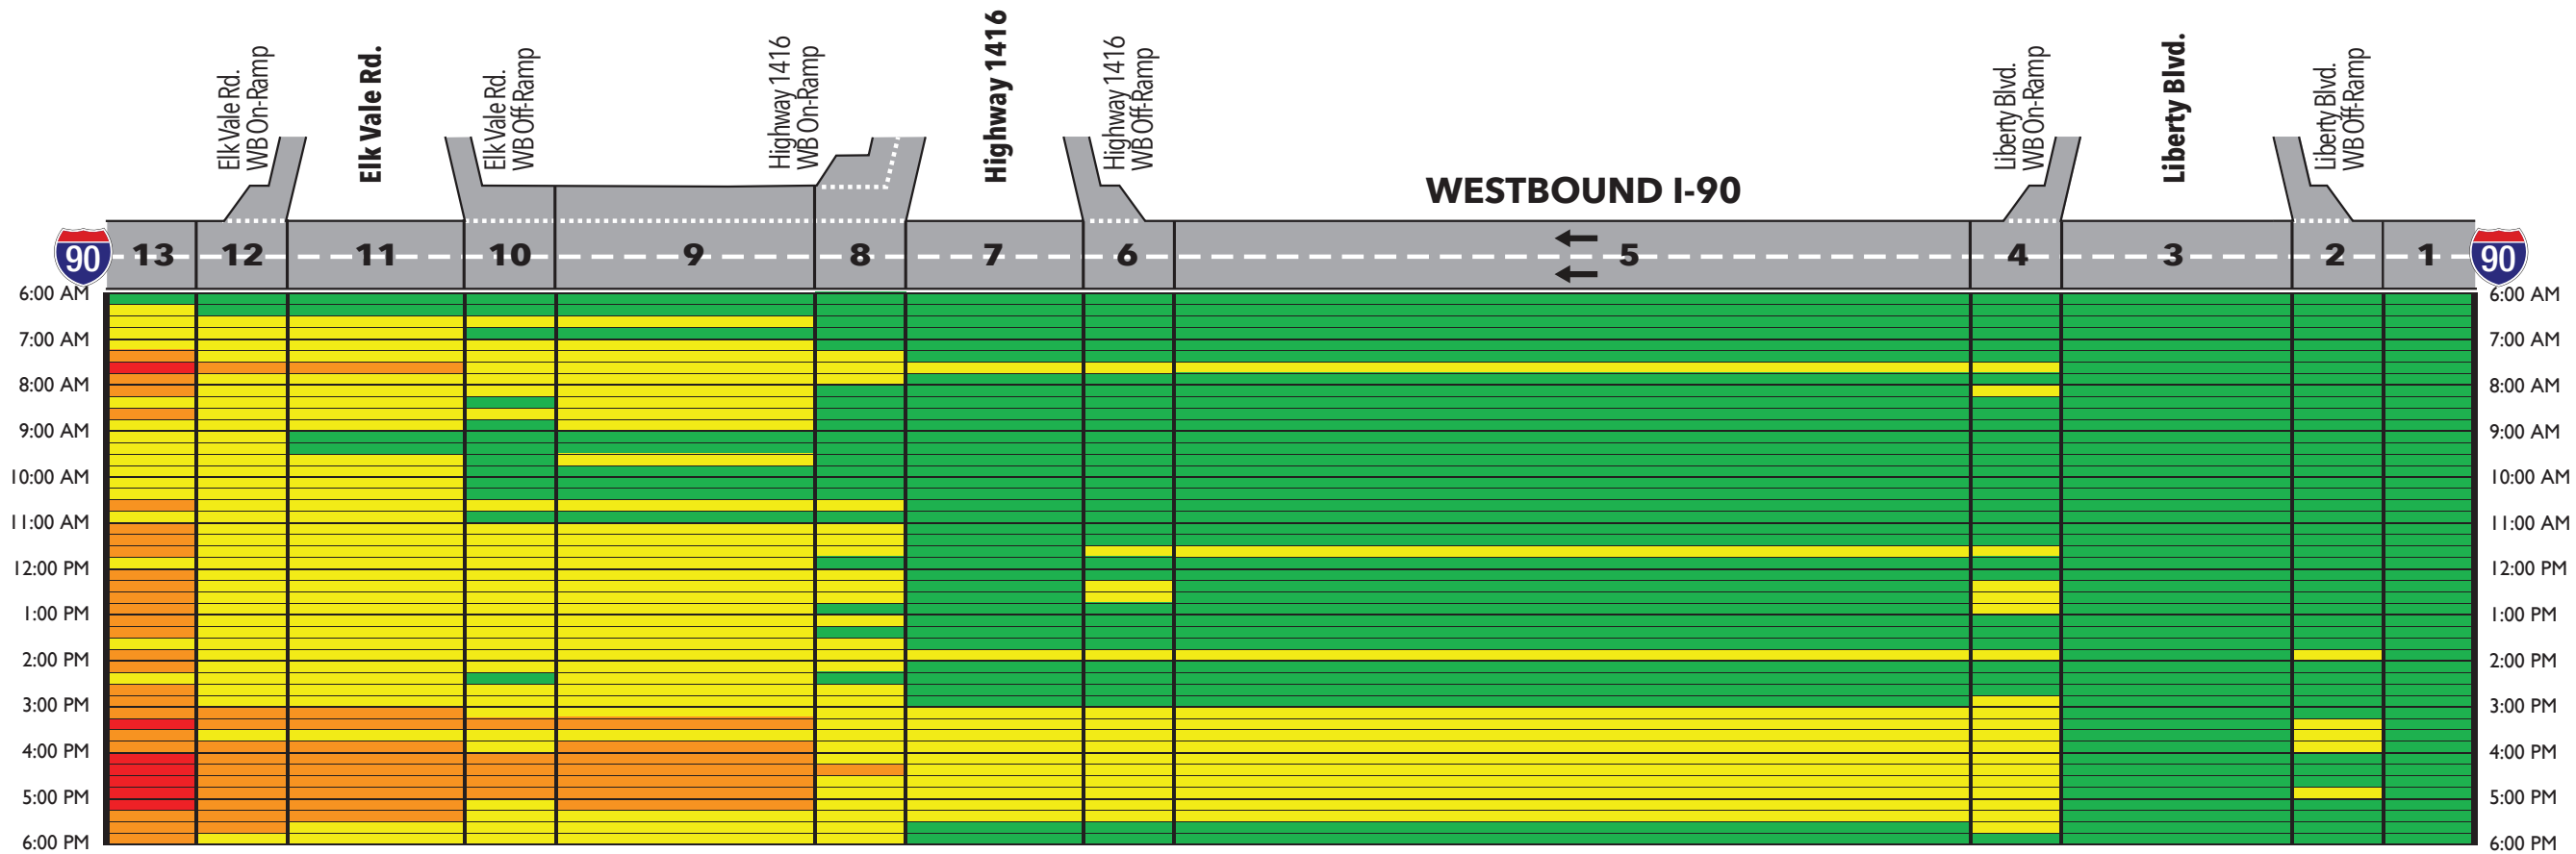 Elk Vale Rd.
WB On-Ramp
Elk Vale Rd.
Elk Vale Rd.
WB Off-Ramp
Highway 1416
WB On-Ramp
Highway 1416
Highway 1416
WB Off-Ramp
Liberty Blvd.
WB On-Ramp
Liberty Blvd.
Liberty Blvd.
WB Off-Ramp
WESTBOUND I-90
90 13 12 11 10 9 8 7 6 5 4 3 2 1 90
6:00 AM 6:00 AM
7:00 AM 7:00 AM
8:00 AM 8:00 AM
9:00 AM 9:00 AM
10:00 AM 10:00 AM
11:00 AM 11:00 AM
12:00 PM 12:00 PM
1:00 PM 1:00 PM
2:00 PM 2:00 PM
3:00 PM 3:00 PM
4:00 PM 4:00 PM
5:00 PM 5:00 PM
6:00 PM 6:00 PM